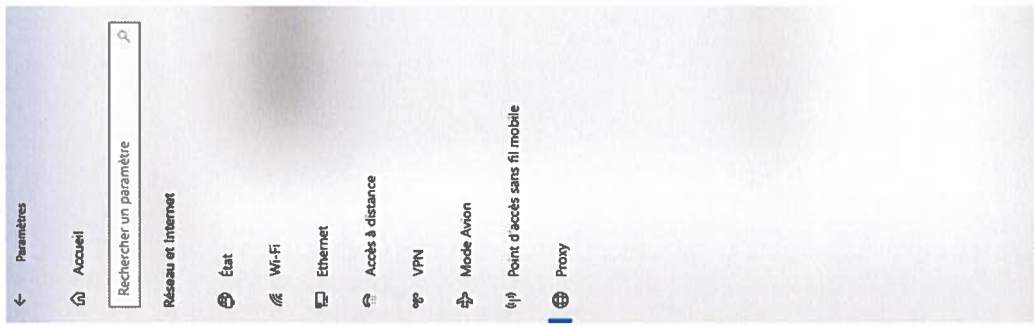 Paramètres
Accueil
Rechercher un paramètre
Réseau et Internet
État
Wi-Fi
Ethernet
Accès à distance
VPN
Mode Avion
Point d'accès sans fil mobile
Proxy